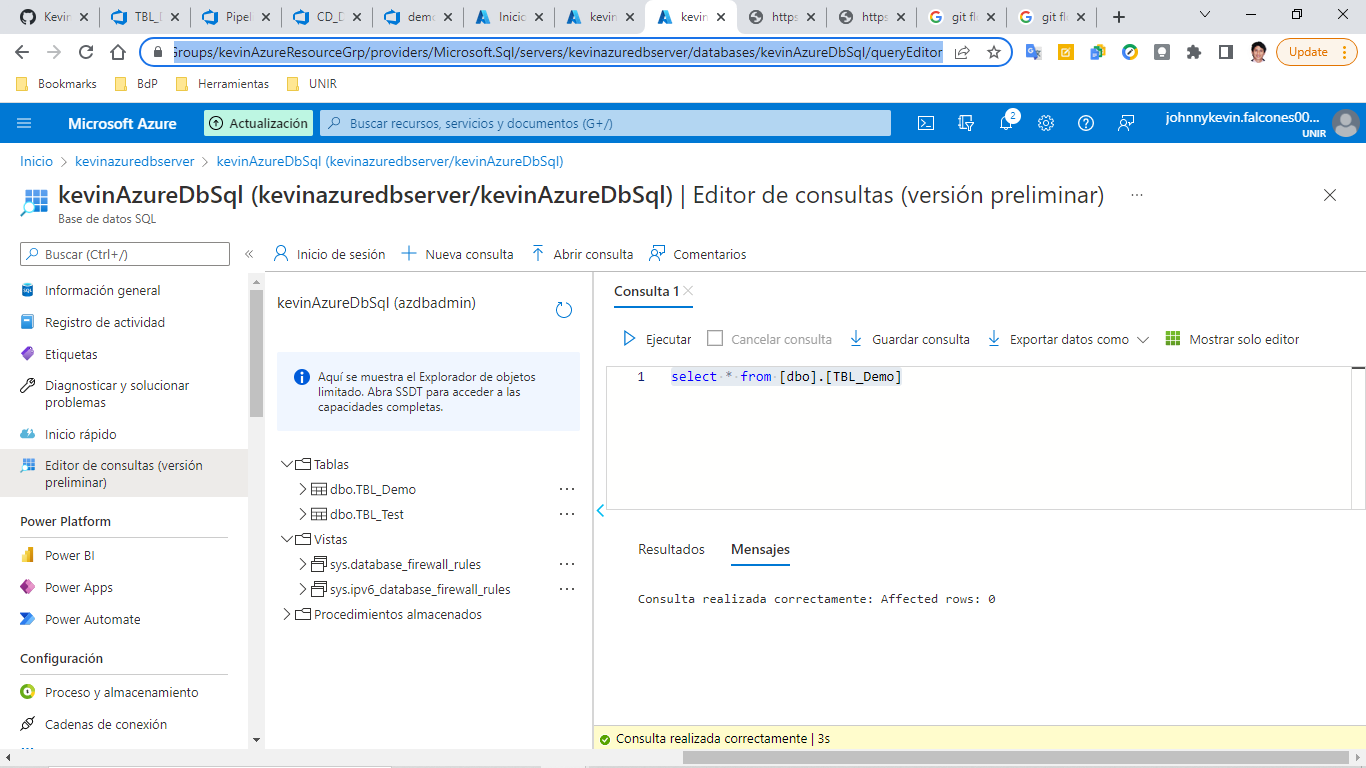 Kevin
TBL_D
Pipel
CD_D
demo
Inicio
kevin
kevin
https
https
git fl
git fl
Groups/kevinAzureResourceGrp/providers/Microsoft.Sql/servers/kevinazuredbserver/databases/kevinAzureDbSql/queryEditor
Update
Bookmarks
BdP
Herramientas
UNIR
Microsoft Azure
Actualización
Buscar recursos, servicios y documentos (G+/)
2
johnnykevin.falcones00...
UNIR
Inicio > kevinazuredbserver > kevinAzureDbSql (kevinazuredbserver/kevinAzureDbSql)
kevinAzureDbSql (kevinazuredbserver/kevinAzureDbSql) | Editor de consultas (versión preliminar) ...
Base de datos SQL
Buscar (Ctrl+/)
«
Inicio de sesión
Nueva consulta
Abrir consulta
Comentarios
Información general
Registro de actividad
Etiquetas
Diagnosticar y solucionar
problemas
Inicio rápido
Editor de consultas (versión
preliminar)
Power Platform
Power BI
Power Apps
Power Automate
Configuración
Proceso y almacenamiento
Cadenas de conexión
kevinAzureDbSql (azdbadmin)
Aquí se muestra el Explorador de objetos
limitado. Abra SSDT para acceder a las
capacidades completas.
Tablas
dbo.TBL_Demo
dbo.TBL_Test
Vistas
sys.database_firewall_rules
sys.ipv6_database_firewall_rules
Procedimientos almacenados
Consulta 1
Ejecutar
Cancelar consulta
Guardar consulta
Exportar datos como
Mostrar solo editor
1 select * from [dbo].[TBL_Demo]
Resultados
Mensajes
Consulta realizada correctamente: Affected rows: 0
Consulta realizada correctamente | 3s